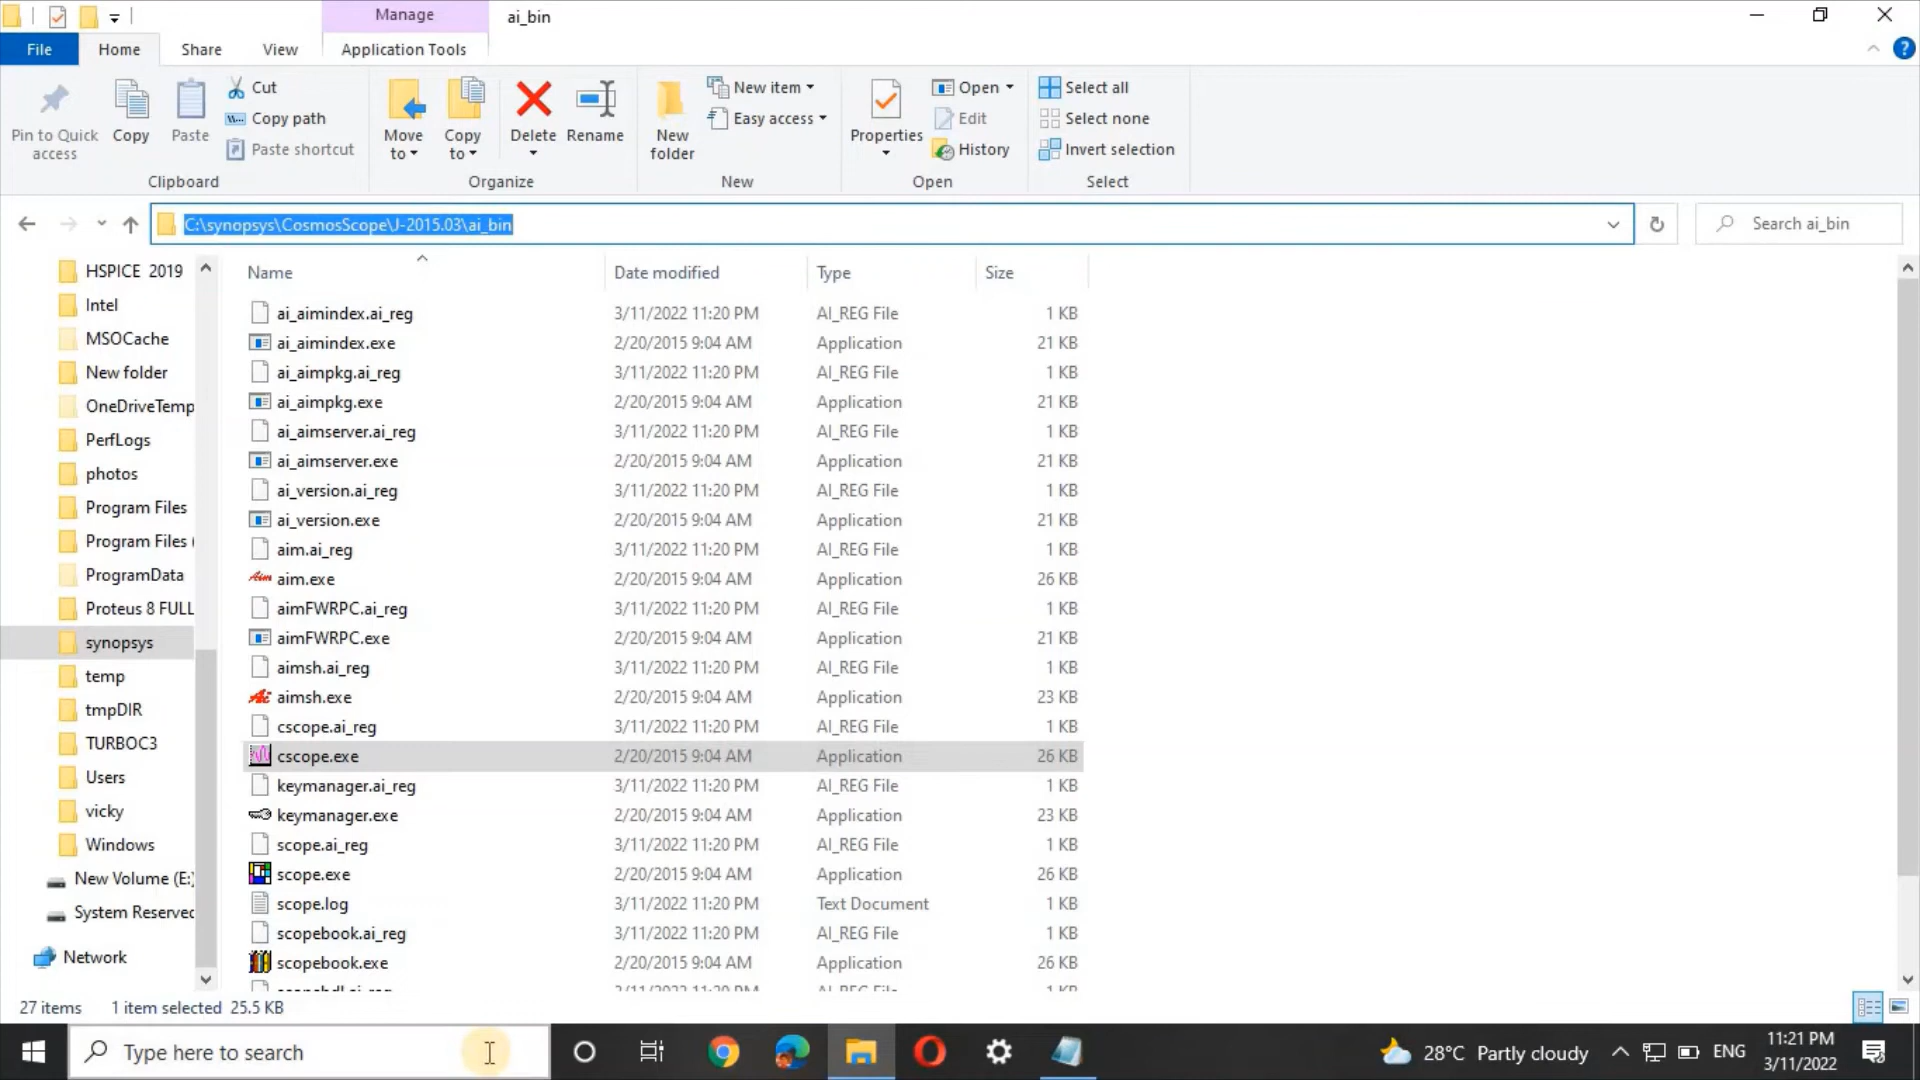 Manage
ai_bin
File
Home
Share
View
Application Tools
Pin to Quick access
Copy
Paste
Cut
Copy path
Paste shortcut
Clipboard
Move to
Copy to
Delete
Rename
Organize
New folder
New item
Easy access
New
Properties
Open
Edit
History
Open
Select all
Select none
Invert selection
Select
C:\synopsys\CosmosScope\J-2015.03\ai_bin
Search ai_bin
HSPICE 2019
Intel
MSOCache
New folder
OneDriveTemp
PerfLogs
photos
Program Files
Program Files (
ProgramData
Proteus 8 FULL
synopsys
temp
tmpDIR
TURBOC3
Users
vicky
Windows
New Volume (E:)
System Reserved
Network
Name Date modified Type Size
ai_aimindex.ai_reg 3/11/2022 11:20 PM AI_REG File 1 KB
ai_aimindex.exe 2/20/2015 9:04 AM Application 21 KB
ai_aimpkg.ai_reg 3/11/2022 11:20 PM AI_REG File 1 KB
ai_aimpkg.exe 2/20/2015 9:04 AM Application 21 KB
ai_aimserver.ai_reg 3/11/2022 11:20 PM AI_REG File 1 KB
ai_aimserver.exe 2/20/2015 9:04 AM Application 21 KB
ai_version.ai_reg 3/11/2022 11:20 PM AI_REG File 1 KB
ai_version.exe 2/20/2015 9:04 AM Application 21 KB
aim.ai_reg 3/11/2022 11:20 PM AI_REG File 1 KB
Aim aim.exe 2/20/2015 9:04 AM Application 26 KB
aimFWRPC.ai_reg 3/11/2022 11:20 PM AI_REG File 1 KB
aimFWRPC.exe 2/20/2015 9:04 AM Application 21 KB
aimsh.ai_reg 3/11/2022 11:20 PM AI_REG File 1 KB
aimsh.exe 2/20/2015 9:04 AM Application 23 KB
cscope.ai_reg 3/11/2022 11:20 PM AI_REG File 1 KB
cscope.exe 2/20/2015 9:04 AM Application 26 KB
keymanager.ai_reg 3/11/2022 11:20 PM AI_REG File 1 KB
keymanager.exe 2/20/2015 9:04 AM Application 23 KB
scope.ai_reg 3/11/2022 11:20 PM AI_REG File 1 KB
scope.exe 2/20/2015 9:04 AM Application 26 KB
scope.log 3/11/2022 11:20 PM Text Document 1 KB
scopebook.ai_reg 3/11/2022 11:20 PM AI_REG File 1 KB
scopebook.exe 2/20/2015 9:04 AM Application 26 KB
27 items 1 item selected 25.5 KB
Type here to search
28°C Partly cloudy
ENG
11:21 PM
3/11/2022